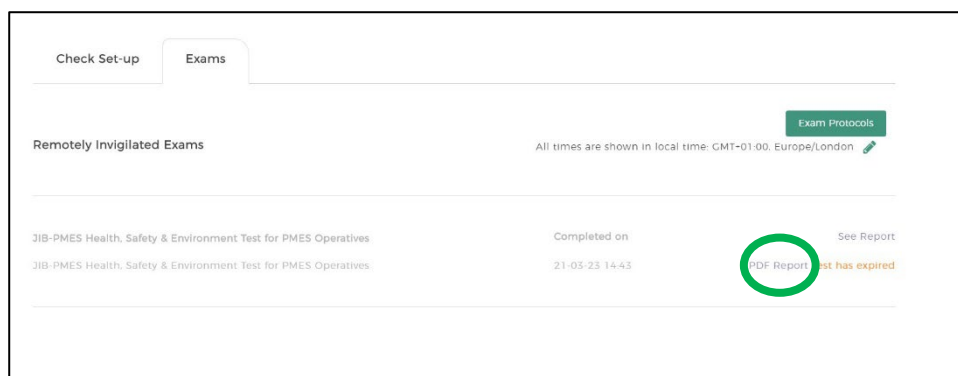 Check Set-up Exams
Exam Protocols
Remotely Invigilated Exams All times are shown in local time: GMT+01:00, Europe/London
JIB-PMES Health, Safety & Environment Test for PMES Operatives Completed on See Report
JIB-PMES Health, Safety & Environment Test for PMES Operatives 21-03-23 14:43 PDF Report Test has expired